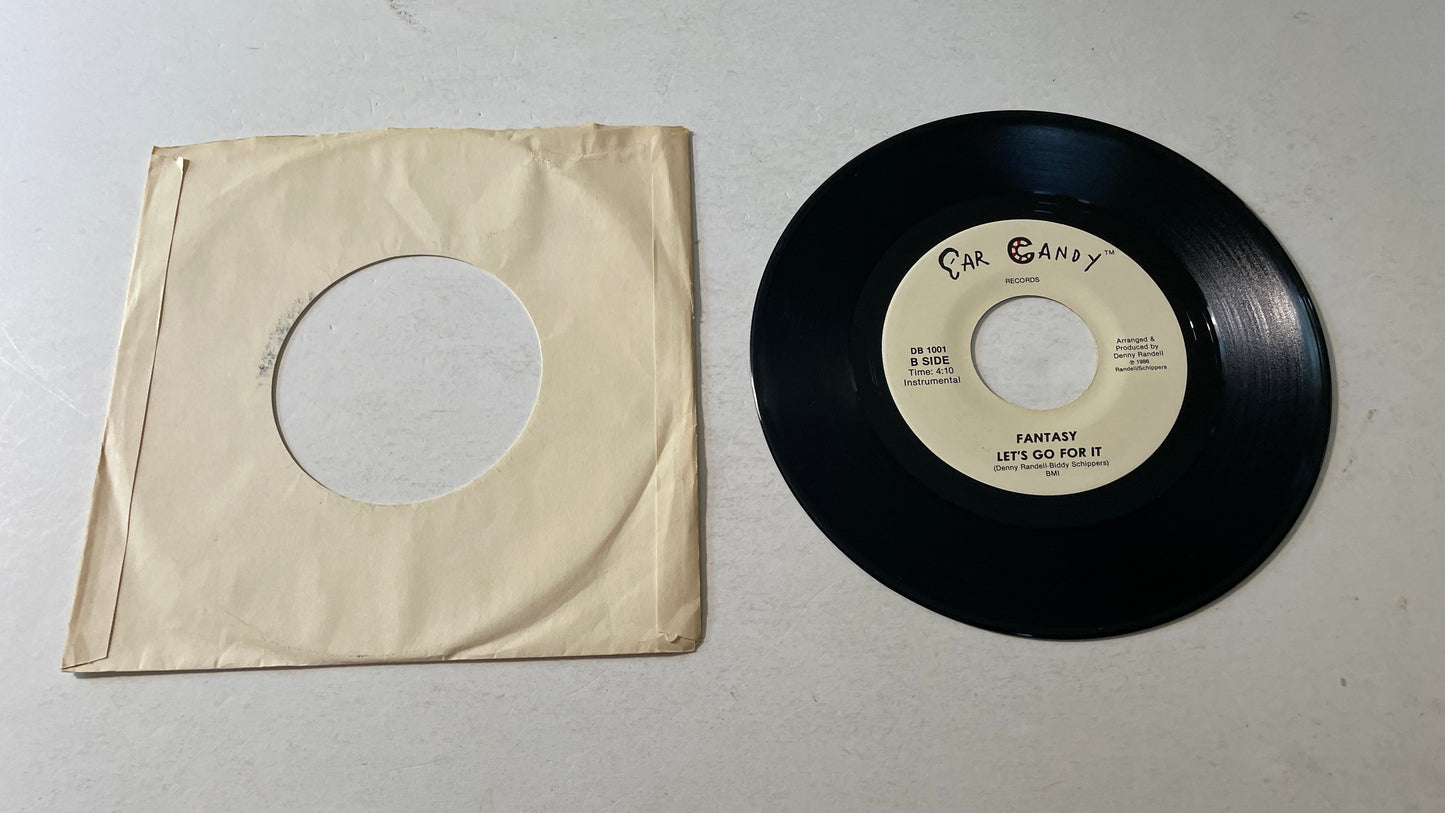 Ear Candy™
RECORDS
DB 1001
B SIDE
Time: 4:10
Instrumental
Arranged &
Produced by
Denny Randell
℗ 1986
Randell/Schippers
FANTASY
LET'S GO FOR IT
(Denny Randell-Biddy Schippers)
BMI